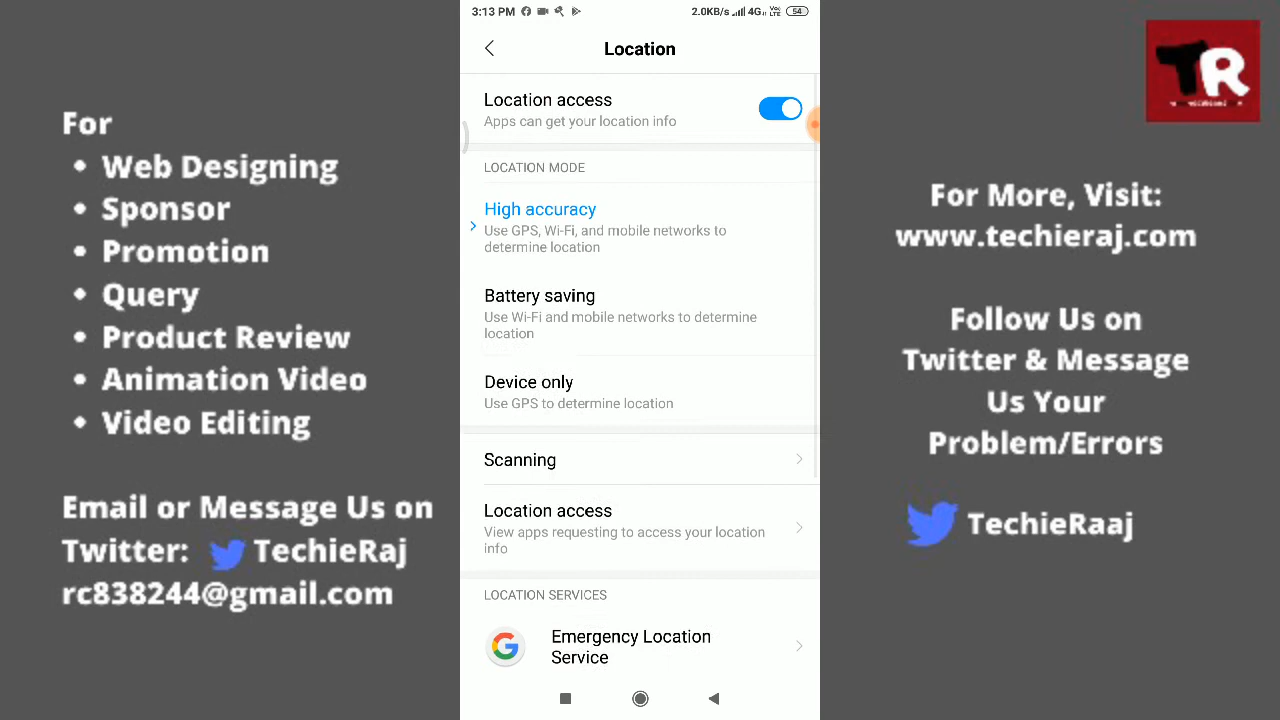 For
• Web Designing
• Sponsor
• Promotion
• Query
• Product Review
• Animation Video
• Video Editing
Email or Message Us on
Twitter: TechieRaj
rc838244@gmail.com
3:13 PM 2.0KB/s 4G Vo LTE 54
Location
Location access
Apps can get your location info
LOCATION MODE
High accuracy
Use GPS, Wi-Fi, and mobile networks to
determine location
Battery saving
Use Wi-Fi and mobile networks to determine
location
Device only
Use GPS to determine location
Scanning
Location access
View apps requesting to access your location
info
LOCATION SERVICES
G
Emergency Location
Service
TR
For More, Visit:
www.techieraj.com
Follow Us on
Twitter & Message
Us Your
Problem/Errors
TechieRaaj